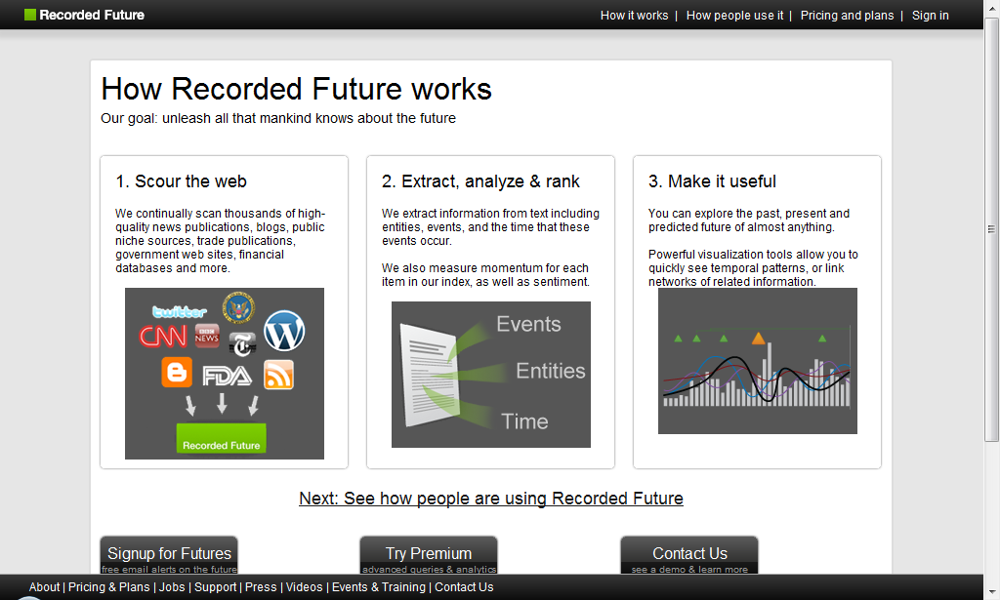 Recorded Future
How it works | How people use it | Pricing and plans | Sign in
How Recorded Future works
Our goal: unleash all that mankind knows about the future
1. Scour the web
We continually scan thousands of high-
quality news publications, blogs, public
niche sources, trade publications,
government web sites, financial
databases and more.
twitter
CNN
BBC
NEWS
FDA
Recorded Future
2. Extract, analyze & rank
We extract information from text including
entities, events, and the time that these
events occur.
We also measure momentum for each
item in our index, as well as sentiment.
Events
Entities
Time
3. Make it useful
You can explore the past, present and
predicted future of almost anything.
Powerful visualization tools allow you to
quickly see temporal patterns, or link
networks of related information.
Next: See how people are using Recorded Future
Signup for Futures
free email alerts on the future
Try Premium
advanced queries & analytics
Contact Us
see a demo & learn more
About | Pricing & Plans | Jobs | Support | Press | Videos | Events & Training | Contact Us